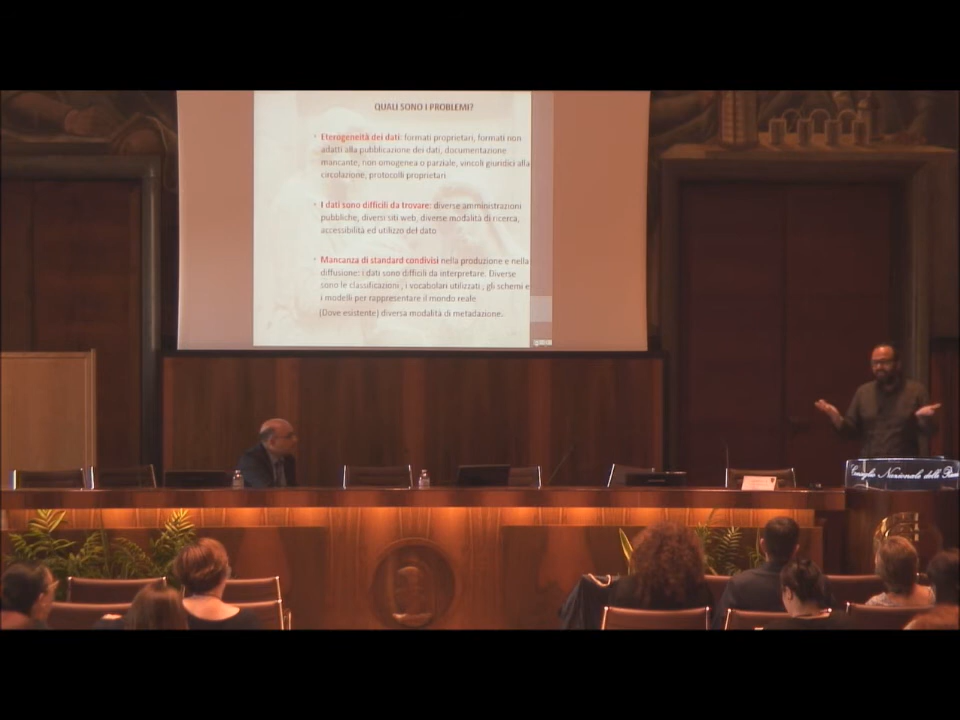 QUALI SONO I PROBLEMI?
• Eterogeneità dei dati: formati proprietari, formati non
adatti alla pubblicazione dei dati, documentazione
mancante, non omogenea o parziale, vincoli giuridici alla
circolazione, protocolli proprietari
• I dati sono difficili da trovare: diverse amministrazioni
pubbliche, diversi siti web, diverse modalità di ricerca,
accessibilità ed utilizzo del dato
• Mancanza di standard condivisi nella produzione e nella
diffusione: i dati sono difficili da interpretare. Diverse
sono le classificazioni , i vocabolari utilizzati , gli schemi e
i modelli per rappresentare il mondo reale
(Dove esistente) diversa modalità di metadazione.
Consiglio Nazionale delle